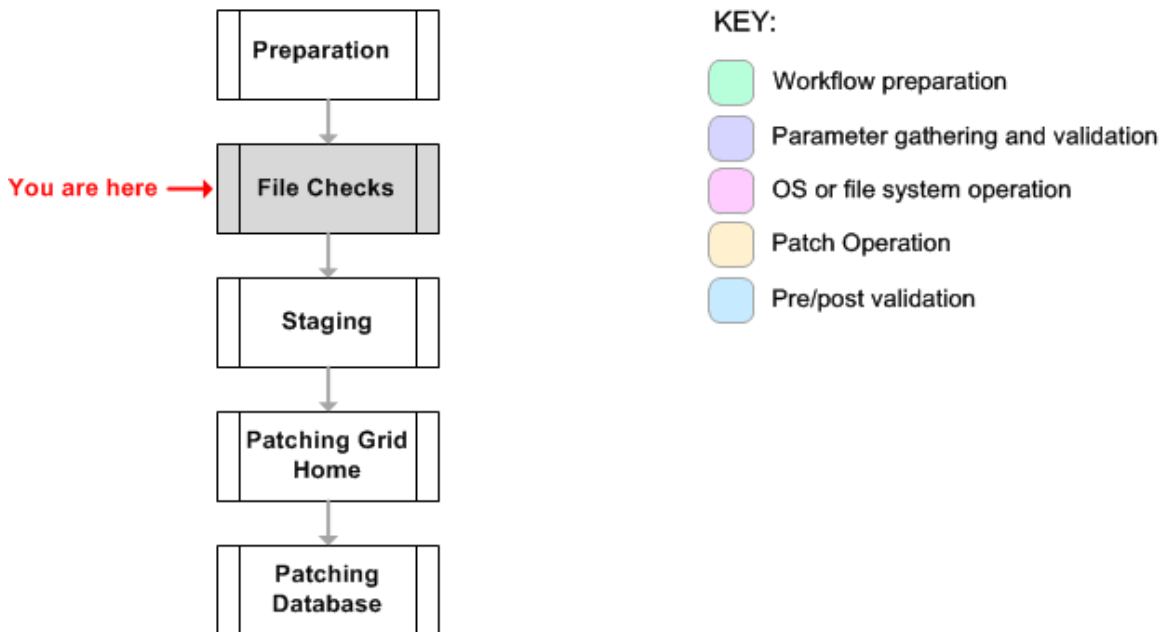 Preparation
You are here
File Checks
Staging
Patching Grid
Home
Patching
Database
KEY:
Workflow preparation
Parameter gathering and validation
OS or file system operation
Patch Operation
Pre/post validation